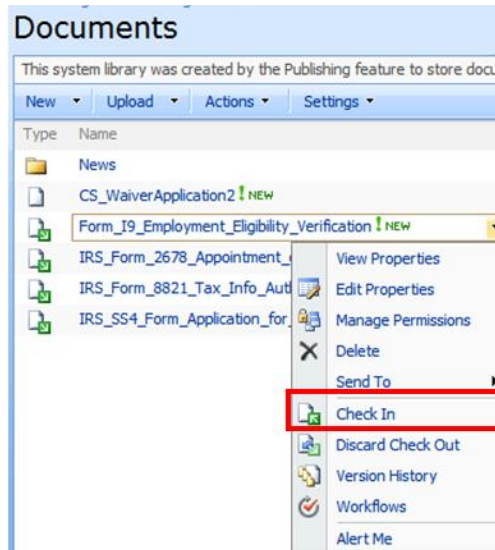 Documents
This system library was created by the Publishing feature to store docu
New Upload Actions Settings
Type Name
News
CS_WaiverApplication2 ! NEW
Form_I9_Employment_Eligibility_Verification ! NEW
IRS_Form_2678_Appointment_
IRS_Form_8821_Tax_Info_Aut
IRS_SS4_Form_Application_for_
View Properties
Edit Properties
Manage Permissions
Delete
Send To
Check In
Discard Check Out
Version History
Workflows
Alert Me